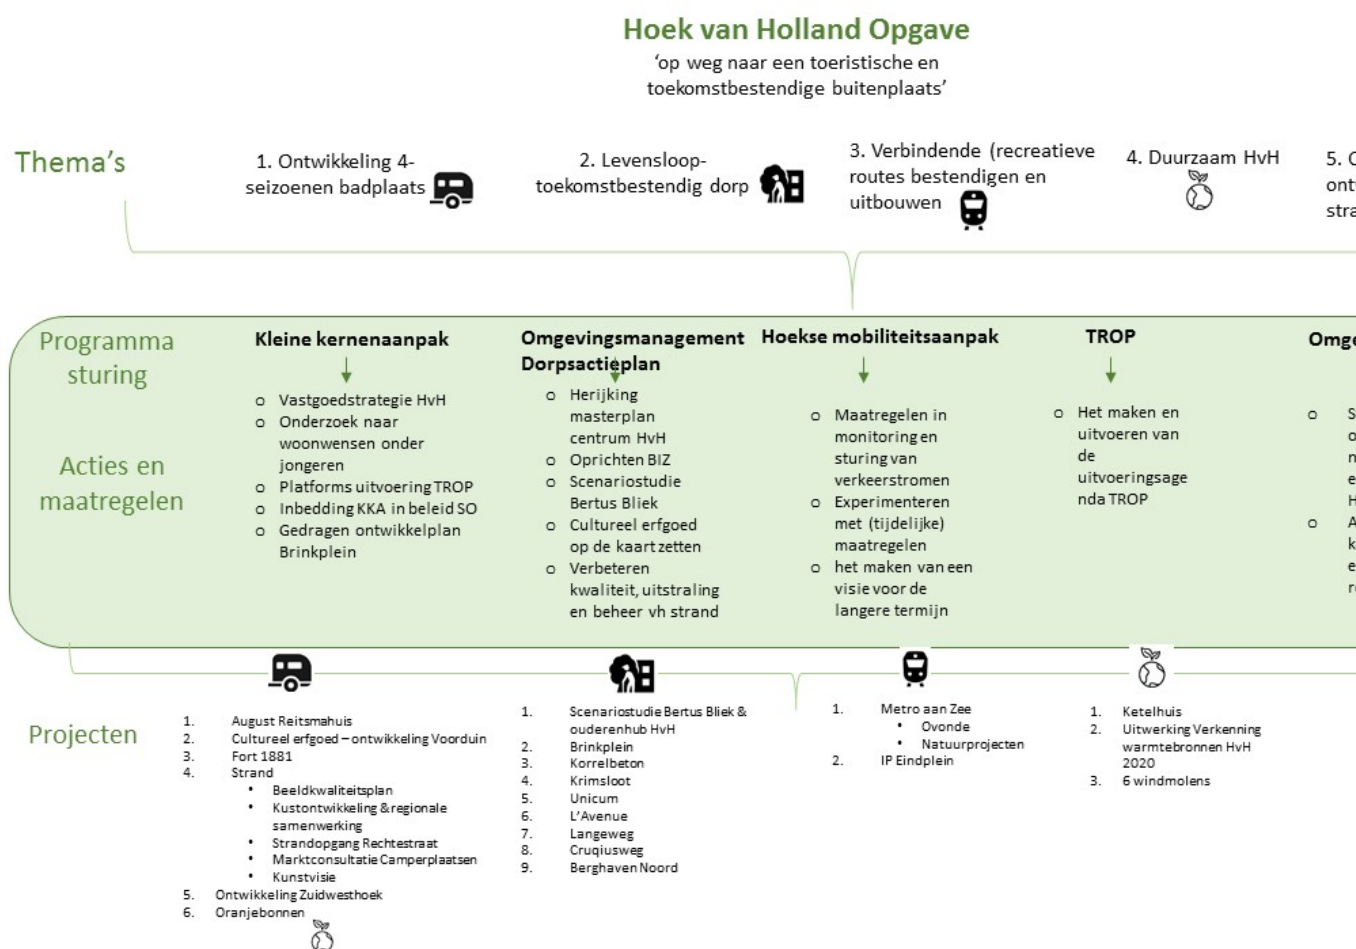 Hoek van Holland Opgave
‘op weg naar een toeristische en
toekomstbestendige buitenplaats’
Thema’s
1. Ontwikkeling 4-
seizoenen badplaats
2. Levensloop-
toekomstbestendig dorp
3. Verbindende (recreatieve
routes bestendigen en
uitbouwen
4. Duurzaam HvH
5.
Programma
sturing
Acties en
maatregelen
Kleine kernenaanpak
o Vastgoedstrategie HvH
o Onderzoek naar
woonwensen onder
jongeren
o Platforms uitvoering TROP
o Inbedding KKA in beleid SO
o Gedragen ontwikkelplan
Brinkplein
Omgevingsmanagement
Dorpsactieplan
o Herijking
masterplan
centrum HvH
o Oprichten BIZ
o Scenariostudie
Bertus Bliek
o Cultureel erfgoed
op de kaart zetten
o Verbeteren
kwaliteit, uitstraling
en beheer vh strand
Hoekse mobiliteitsaanpak
o Maatregelen in
monitoring en
sturing van
verkeerstromen
o Experimenteren
met (tijdelijke)
maatregelen
o het maken van een
visie voor de
langere termijn
TROP
o Het maken en
uitvoeren van
de
uitvoeringsage
nda TROP
Projecten
1. August Reitsmahuis
2. Cultureel erfgoed – ontwikkeling Voorduin
3. Fort 1881
4. Strand
• Beeldkwaliteitsplan
• Kustontwikkeling & regionale
samenwerking
• Strandopgang Rechtestraat
• Marktconsultatie Camperplaatsen
• Kunstvisie
5. Ontwikkeling Zuidwesthoek
6. Oranjebonnen
1. Scenariostudie Bertus Bliek &
ouderenhub HvH
2. Brinkplein
3. Korrelbeton
4. Krimsloot
5. Unicum
6. L’Avenue
7. Langeweg
8. Cruqiusweg
9. Berghaven Noord
1. Metro aan Zee
• Ovonde
• Natuurprojecten
2. IP Eindplein
1. Ketelhuis
2. Uitwerking Verkenning
warmtebronnen HvH
2020
3. 6 windmolens